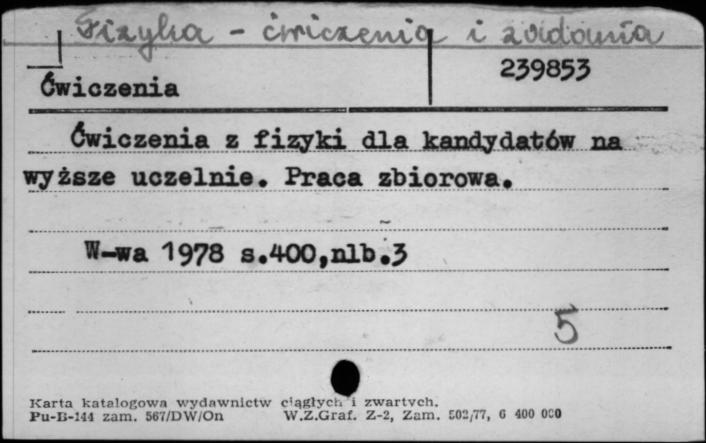 Fizyka - ćwiczenia i zadania
239853
Ćwiczenia
Ćwiczenia z fizyki dla kandydatów na
wyższe uczelnie. Praca zbiorowa.
W-wa 1978 s.400,nlb.3
5
Karta katalogowa wydawnictw ciągłych i zwartych.
Pu-B-144 zam. 567/DW/On W.Z.Graf. Z-2, Zam. 502/77, 6 400 000